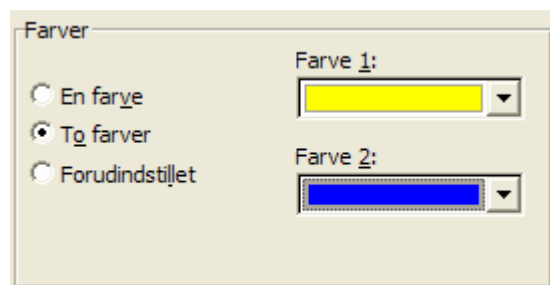 Farver
Farve 1:
En farve
To farver
Farve 2:
Forudindstillet